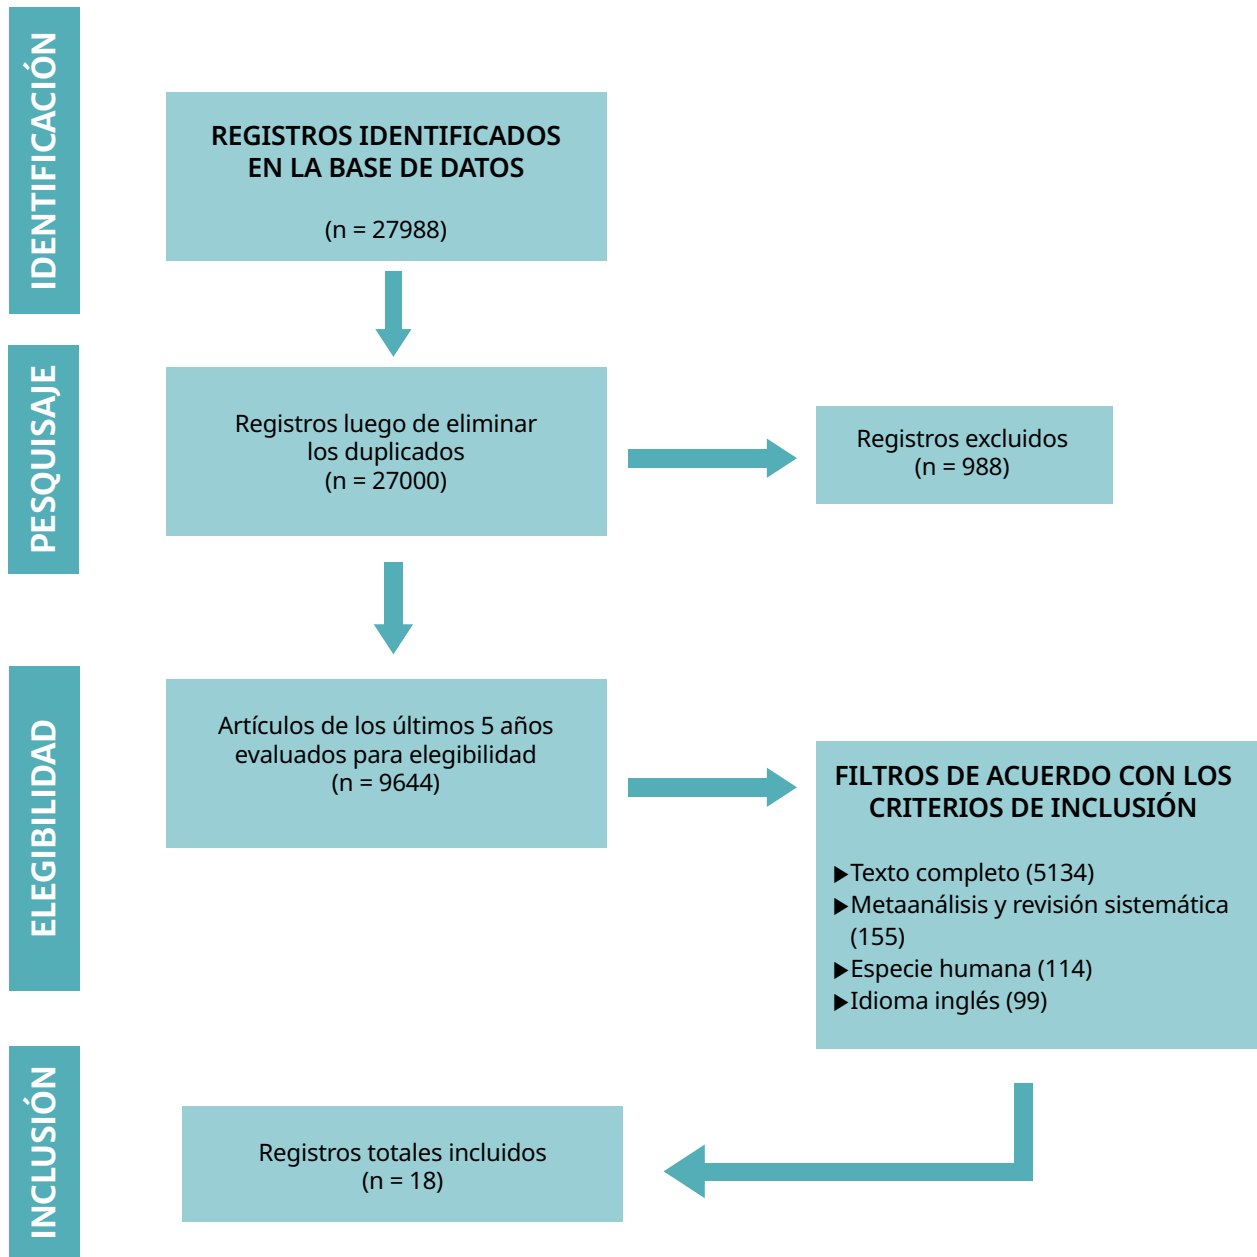 IDENTIFICACIÓN
REGISTROS IDENTIFICADOS
EN LA BASE DE DATOS
(n = 27988)
PESQUISAJE
Registros luego de eliminar
los duplicados
(n = 27000)
Registros excluidos
(n = 988)
ELEGIBILIDAD
Artículos de los últimos 5 años
evaluados para elegibilidad
(n = 9644)
FILTROS DE ACUERDO CON LOS
CRITERIOS DE INCLUSIÓN
▶Texto completo (5134)
▶Metaanálisis y revisión sistemática
(155)
▶Especie humana (114)
▶Idioma inglés (99)
INCLUSIÓN
Registros totales incluidos
(n = 18)